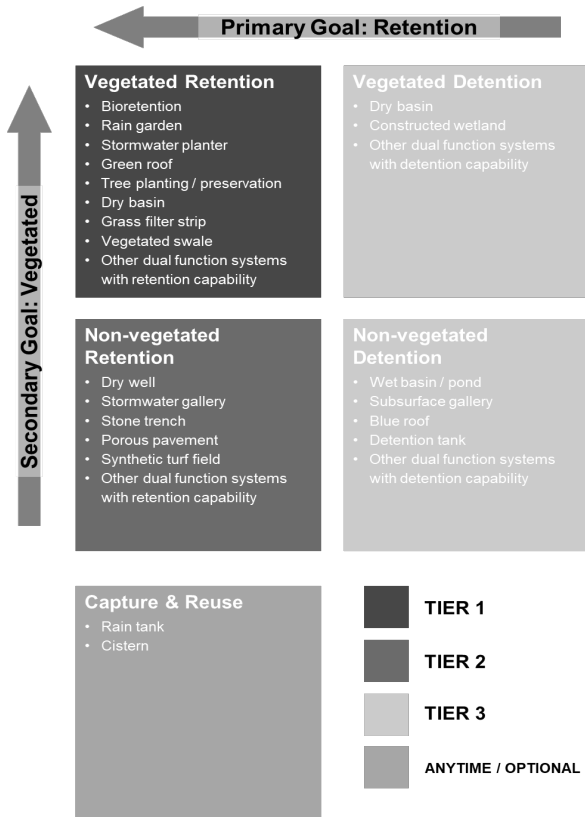 Primary Goal: Retention
Secondary Goal: Vegetated
Vegetated Retention
• Bioretention
• Rain garden
• Stormwater planter
• Green roof
• Tree planting / preservation
• Dry basin
• Grass filter strip
• Vegetated swale
• Other dual function systems
with retention capability
Vegetated Detention
• Dry basin
• Constructed wetland
• Other dual function systems
with detention capability
Non-vegetated
Retention
• Dry well
• Stormwater gallery
• Stone trench
• Porous pavement
• Synthetic turf field
• Other dual function systems
with retention capability
Non-vegetated
Detention
• Wet basin / pond
• Subsurface gallery
• Blue roof
• Detention tank
• Other dual function systems
with detention capability
Capture & Reuse
• Rain tank
• Cistern
TIER 1
TIER 2
TIER 3
ANYTIME / OPTIONAL